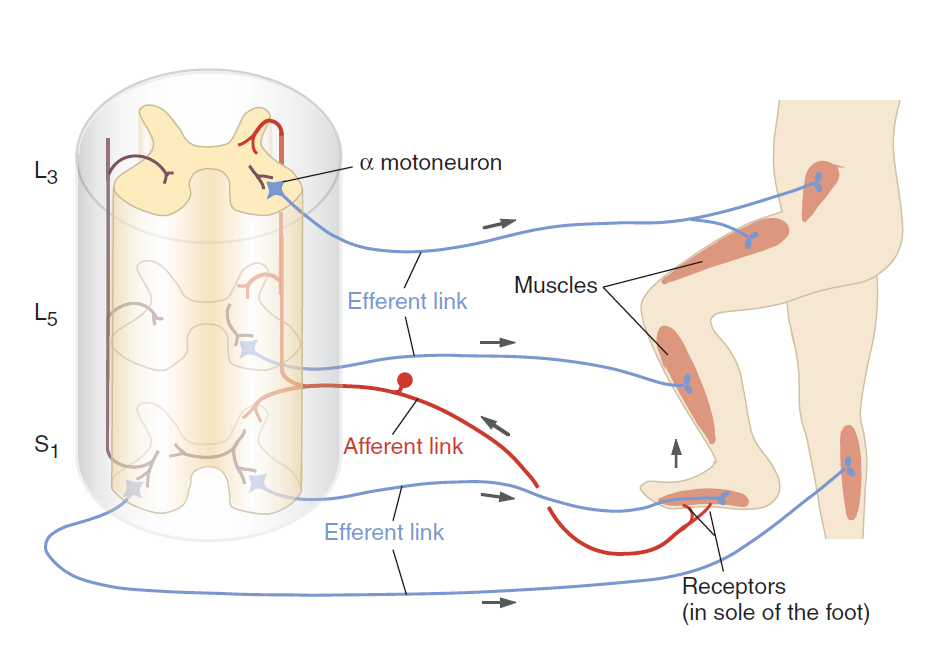 L3
α motoneuron
Muscles
Efferent link
L5
Afferent link
S1
Efferent link
Receptors
(in sole of the foot)